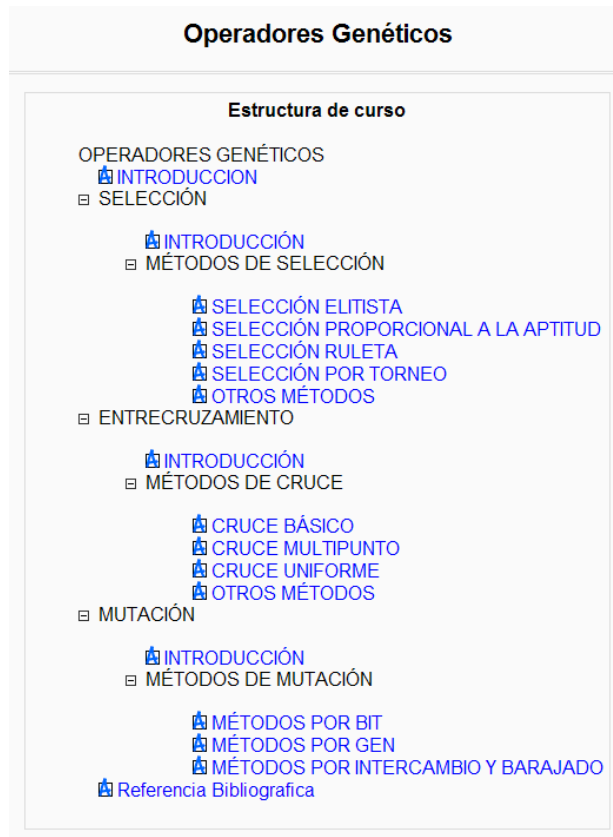 Operadores Genéticos
Estructura de curso
OPERADORES GENÉTICOS
INTRODUCCION
SELECCIÓN
INTRODUCCIÓN
MÉTODOS DE SELECCIÓN
SELECCIÓN ELITISTA
SELECCIÓN PROPORCIONAL A LA APTITUD
SELECCIÓN RULETA
SELECCIÓN POR TORNEO
OTROS MÉTODOS
ENTRECRUZAMIENTO
INTRODUCCIÓN
MÉTODOS DE CRUCE
CRUCE BÁSICO
CRUCE MULTIPUNTO
CRUCE UNIFORME
OTROS MÉTODOS
MUTACIÓN
INTRODUCCIÓN
MÉTODOS DE MUTACIÓN
MÉTODOS POR BIT
MÉTODOS POR GEN
MÉTODOS POR INTERCAMBIO Y BARAJADO
Referencia Bibliografica